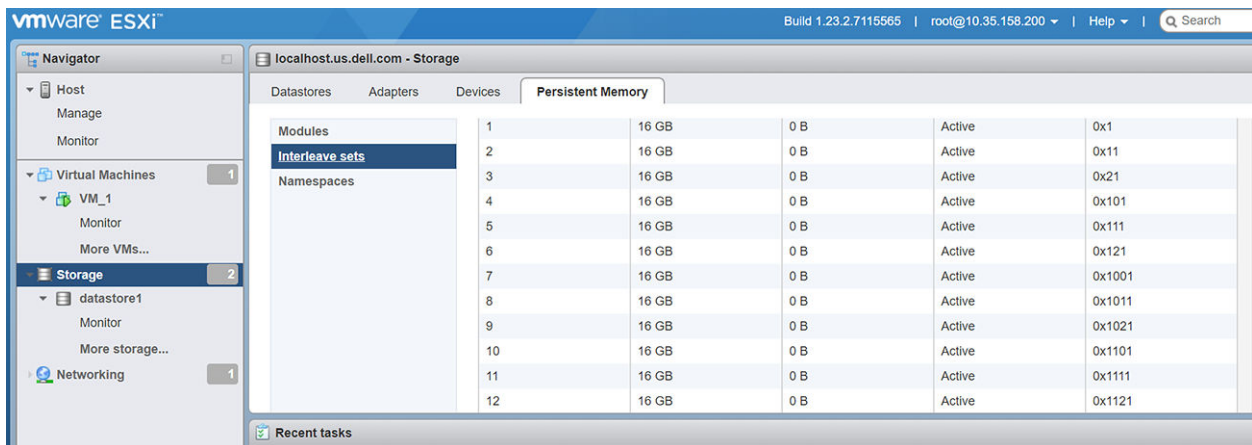 vmware ESXi™
Build 1.23.2.7115565 | root@10.35.158.200 | Help | Search
Navigator
Host
Manage
Monitor
Virtual Machines 1
VM_1
Monitor
More VMs...
Storage 2
datastore1
Monitor
More storage...
Networking 1
localhost.us.dell.com - Storage
Datastores Adapters Devices Persistent Memory
Modules
Interleave sets
Namespaces
1 16 GB 0 B Active 0x1
2 16 GB 0 B Active 0x11
3 16 GB 0 B Active 0x21
4 16 GB 0 B Active 0x101
5 16 GB 0 B Active 0x111
6 16 GB 0 B Active 0x121
7 16 GB 0 B Active 0x1001
8 16 GB 0 B Active 0x1011
9 16 GB 0 B Active 0x1021
10 16 GB 0 B Active 0x1101
11 16 GB 0 B Active 0x1111
12 16 GB 0 B Active 0x1121
Recent tasks